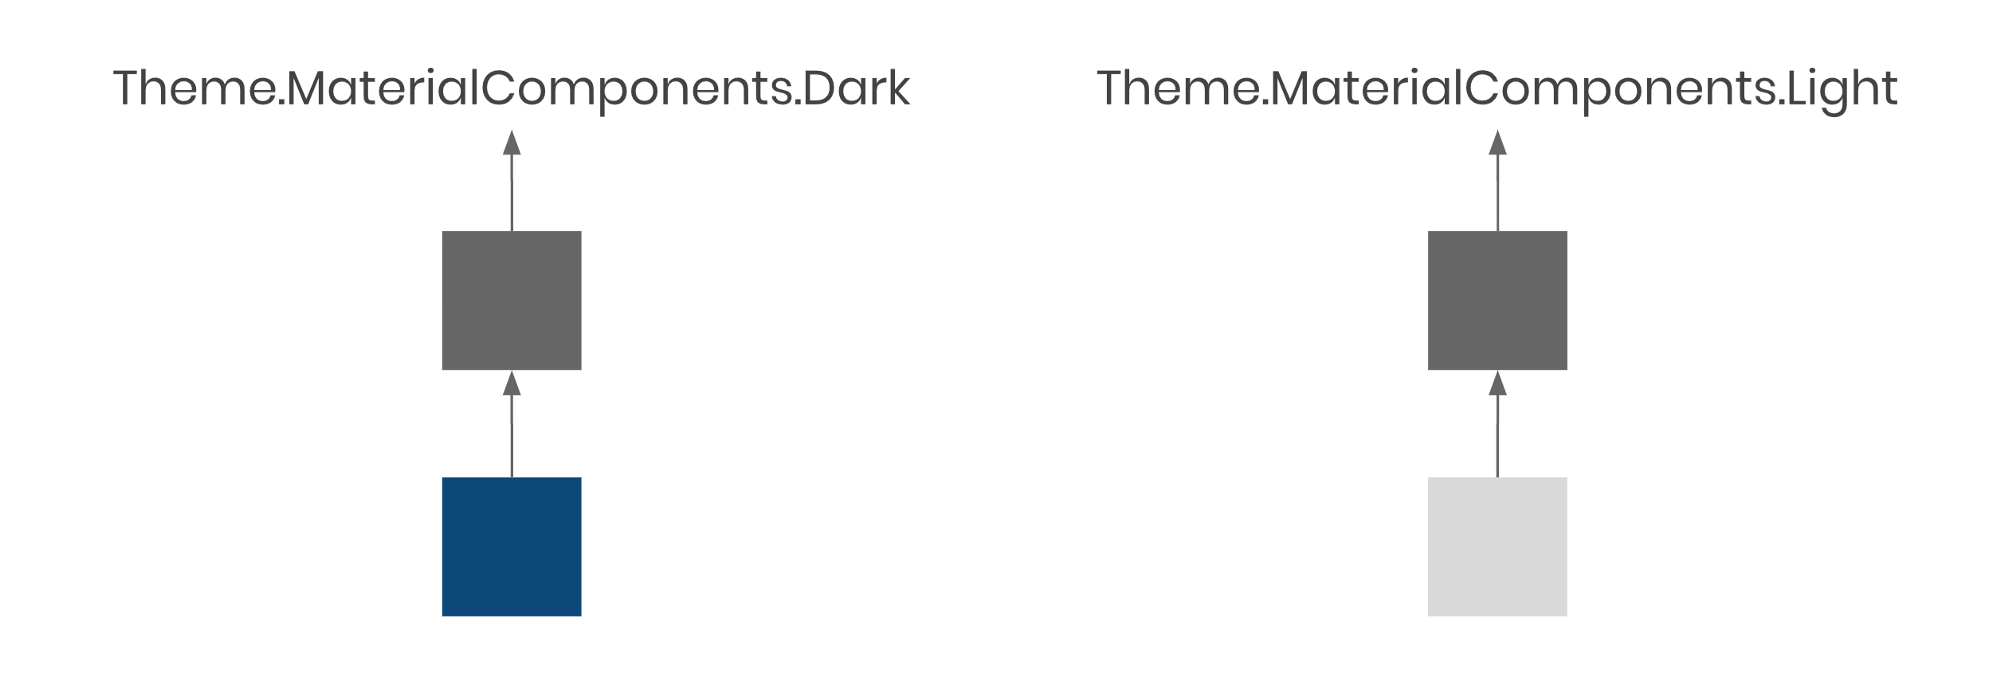 Theme.MaterialComponents.Dark
Theme.MaterialComponents.Light